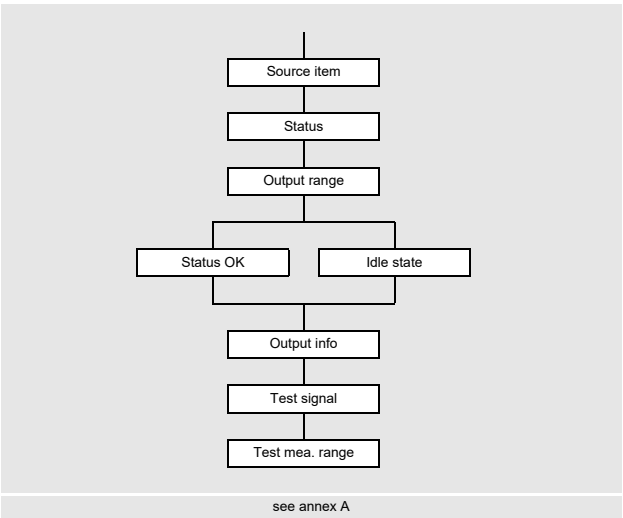 Source item
Status
Output range
Status OK
Idle state
Output info
Test signal
Test mea. range
see annex A